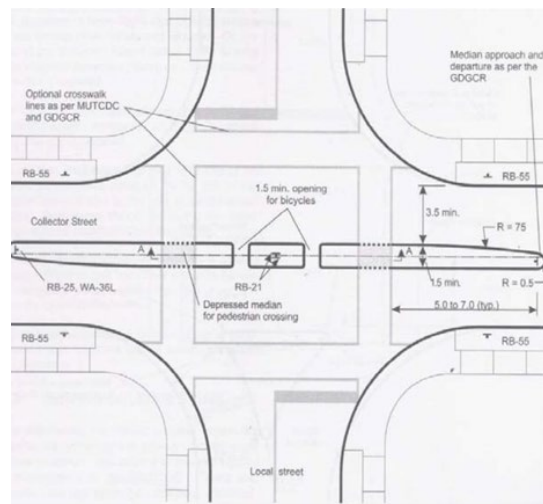 Median approach and
departure as per the
GDGCR
Optional crosswalk
lines as per MUTCDC
and GDGCR
RB-55
RB-55
1.5 min. opening
for bicycles
3.5 min.
Collector Street
R = 75
A
A
RB-25, WA-36L
RB-21
1.5 min.
R = 0.5
Depressed median
for pedestrian crossing
5.0 to 7.0 (typ.)
RB-55
RB-55
Local street